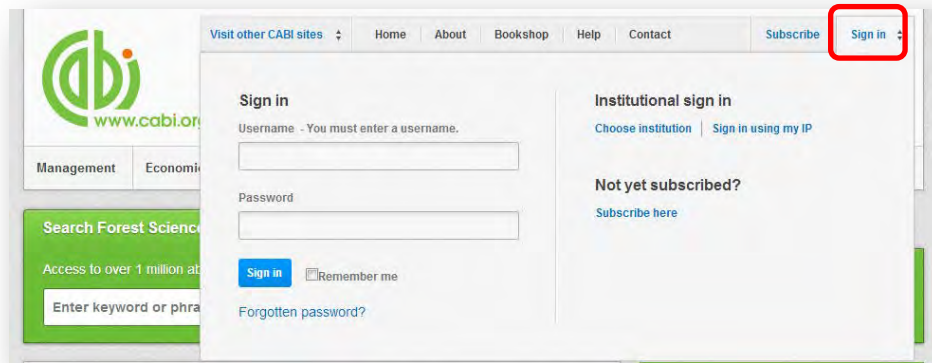 Visit other CABI sites Home About Bookshop Help Contact Subscribe Sign in
cabi
www.cabi.org
Sign in
Username - You must enter a username.
Password
Sign in Remember me
Forgotten password?
Institutional sign in
Choose institution Sign in using my IP
Not yet subscribed?
Subscribe here
Management Economi
Search Forest Science
Access to over 1 million ab
Enter keyword or phra